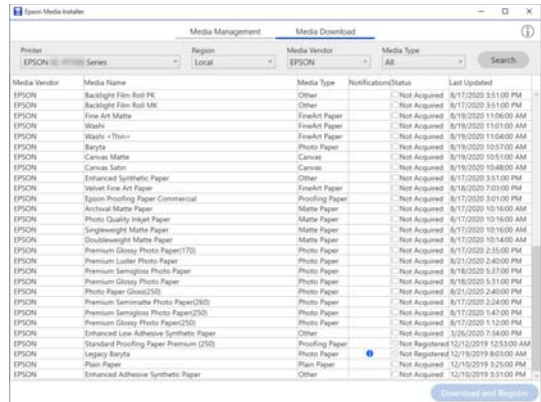 Epson Media Installer
Media Management Media Download
Printer Region Media Vendor Media Type
EPSON Series Local EPSON All Search
Media Vendor Media Name Media Type Notifications Status Last Updated
EPSON Backlight Film Roll PK Other Not Acquired 8/17/2020 3:51:00 PM
EPSON Backlight Film Roll MK Other Not Acquired 8/17/2020 3:51:00 PM
EPSON Fine Art Matte FineArt Paper Not Acquired 8/19/2020 11:06:00 AM
EPSON Washi FineArt Paper Not Acquired 8/19/2020 11:01:00 AM
EPSON Washi <Thin> FineArt Paper Not Acquired 8/19/2020 11:04:00 AM
EPSON Baryta Photo Paper Not Acquired 8/19/2020 10:57:00 AM
EPSON Canvas Matte Canvas Not Acquired 8/19/2020 10:51:00 AM
EPSON Canvas Satin Canvas Not Acquired 8/19/2020 10:48:00 AM
EPSON Enhanced Synthetic Paper Other Not Acquired 8/17/2020 3:51:00 PM
EPSON Velvet Fine Art Paper FineArt Paper Not Acquired 8/18/2020 7:03:00 PM
EPSON Epson Proofing Paper Commercial Proofing Paper Not Acquired 8/17/2020 3:01:00 PM
EPSON Archival Matte Paper Matte Paper Not Acquired 8/17/2020 10:16:00 AM
EPSON Photo Quality Inkjet Paper Matte Paper Not Acquired 8/17/2020 10:16:00 AM
EPSON Singleweight Matte Paper Matte Paper Not Acquired 8/17/2020 10:16:00 AM
EPSON Doubleweight Matte Paper Matte Paper Not Acquired 8/17/2020 10:14:00 AM
EPSON Premium Glossy Photo Paper(170) Photo Paper Not Acquired 8/17/2020 2:35:00 PM
EPSON Premium Luster Photo Paper Photo Paper Not Acquired 8/21/2020 2:40:00 PM
EPSON Premium Semigloss Photo Paper Photo Paper Not Acquired 8/18/2020 5:37:00 PM
EPSON Premium Glossy Photo Paper Photo Paper Not Acquired 8/18/2020 5:31:00 PM
EPSON Photo Paper Gloss(250) Photo Paper Not Acquired 8/21/2020 2:40:00 PM
EPSON Premium Semimatte Photo Paper(260) Photo Paper Not Acquired 8/17/2020 2:24:00 PM
EPSON Premium Semigloss Photo Paper(250) Photo Paper Not Acquired 8/17/2020 1:47:00 PM
EPSON Premium Glossy Photo Paper(250) Photo Paper Not Acquired 8/17/2020 1:12:00 PM
EPSON Enhanced Low Adhesive Synthetic Paper Other Not Acquired 3/26/2020 7:34:00 PM
EPSON Standard Proofing Paper Premium (250) Proofing Paper Not Registered 12/12/2019 12:53:00 AM
EPSON Legacy Baryta Photo Paper Not Registered 12/19/2019 8:03:00 AM
EPSON Plain Paper Plain Paper Not Acquired 12/10/2019 3:25:00 PM
EPSON Enhanced Adhesive Synthetic Paper Other Not Acquired 12/10/2019 3:31:00 PM
Download and Register